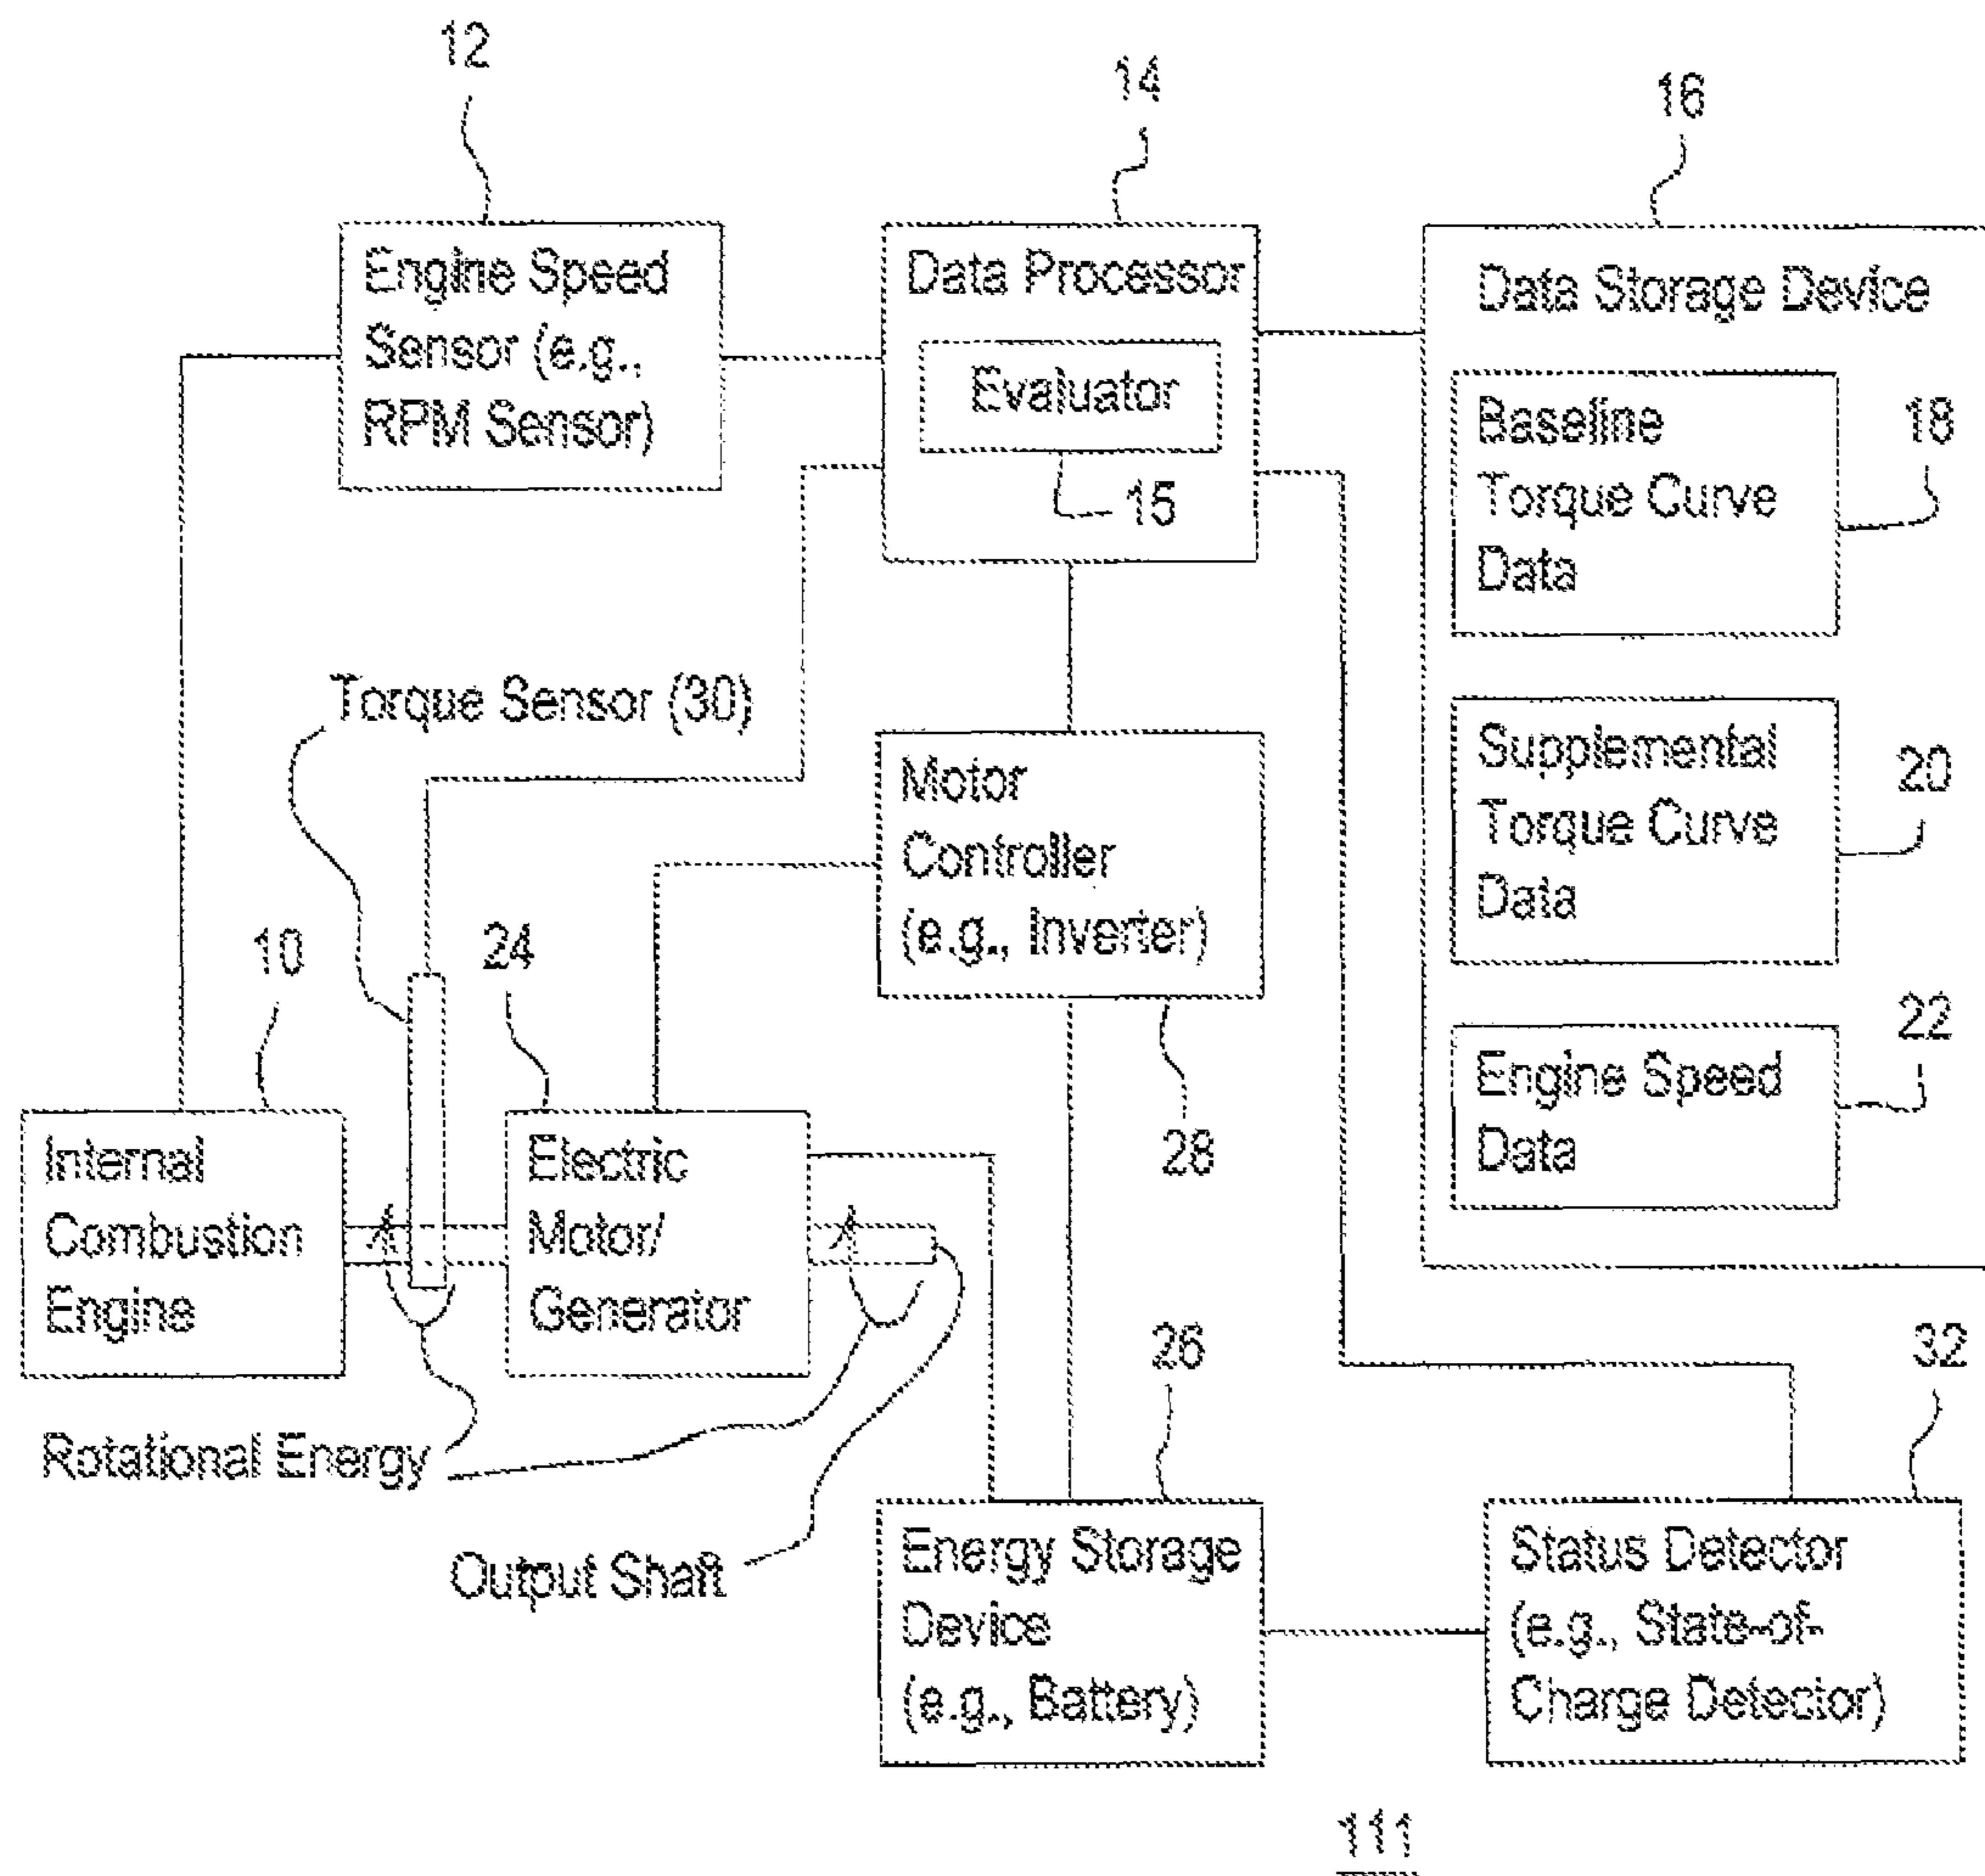 12
14
16
Engine Speed
Sensor (e.g.,
RPM Sensor)
Data Processor
Evaluator
15
Data Storage Device
Baseline
Torque Curve
Data
18
Supplemental
Torque Curve
Data
20
Engine Speed
Data
22
Torque Sensor (30)
Motor
Controller
(e.g., Inverter)
28
10
24
Internal
Combustion
Engine
Electric
Motor/
Generator
Rotational Energy
Output Shaft
26
32
Energy Storage
Device
(e.g., Battery)
Status Detector
(e.g., State-of-
Charge Detector)
111